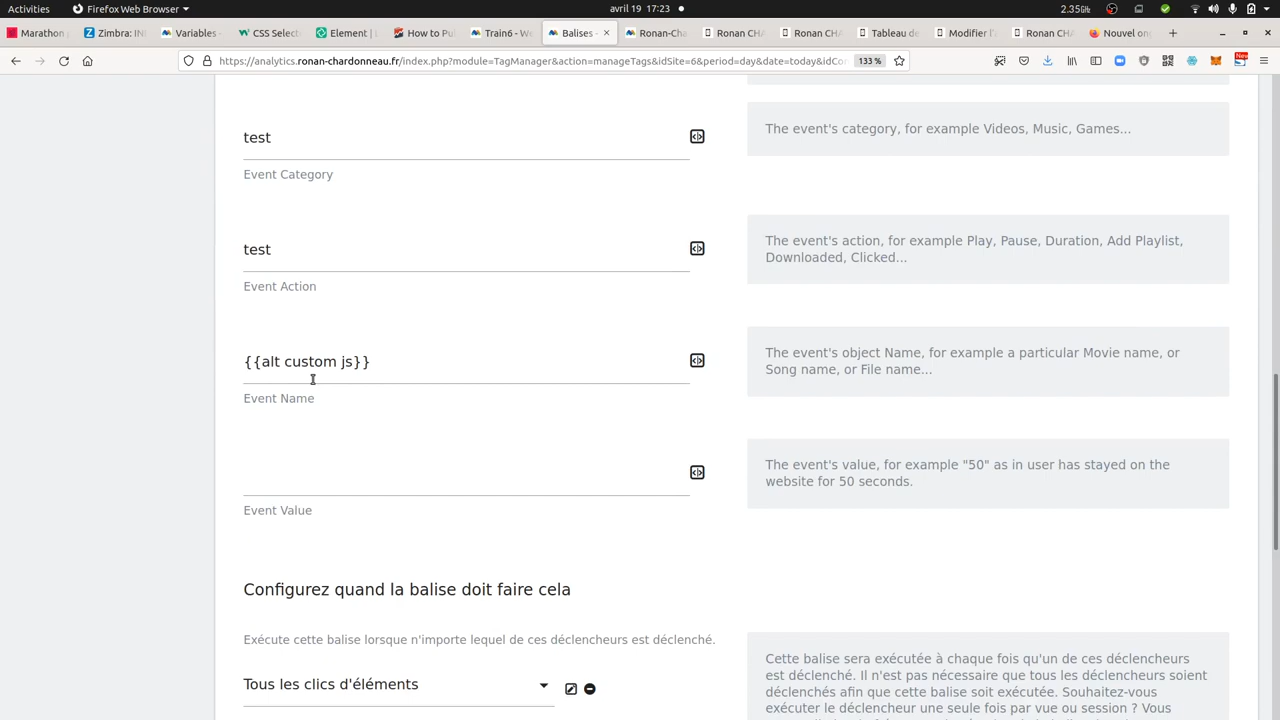 Activities
Firefox Web Browser
avril 19 17:23
2.35
Marathon
Zimbra: IN
Variables -
CSS Select
Element |
How to Pu
Train6 - W
Balises -
Ronan-Cha
Ronan CHA
Ronan CHA
Tableau de
Modifier l'
Ronan CHA
Nouvel on
https://analytics.ronan-chardonneau.fr/index.php?module=TagManager&action=manageTags&idSite=6&period=day&date=today&idCo
133 %
New
test
Event Category
The event's category, for example Videos, Music, Games...
test
Event Action
The event's action, for example Play, Pause, Duration, Add Playlist,
Downloaded, Clicked...
{{alt custom js}}
Event Name
The event's object Name, for example a particular Movie name, or
Song name, or File name...
Event Value
The event's value, for example "50" as in user has stayed on the
website for 50 seconds.
Configurez quand la balise doit faire cela
Exécute cette balise lorsque n'importe lequel de ces déclencheurs est déclenché.
Tous les clics d'éléments
Cette balise sera exécutée à chaque fois qu'un de ces déclencheurs
est déclenché. Il n'est pas nécessaire que tous les déclencheurs soient
déclenchés afin que cette balise soit exécutée. Souhaitez-vous
exécuter le déclencheur une seule fois par vue ou session ? Vous